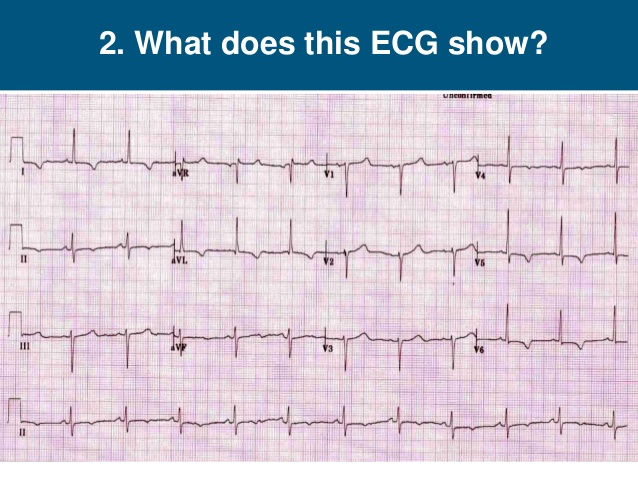 2. What does this ECG show?
Unconfirmed
I aVR V1 V4
II aVL V2 V5
III aVF V3 V6
II